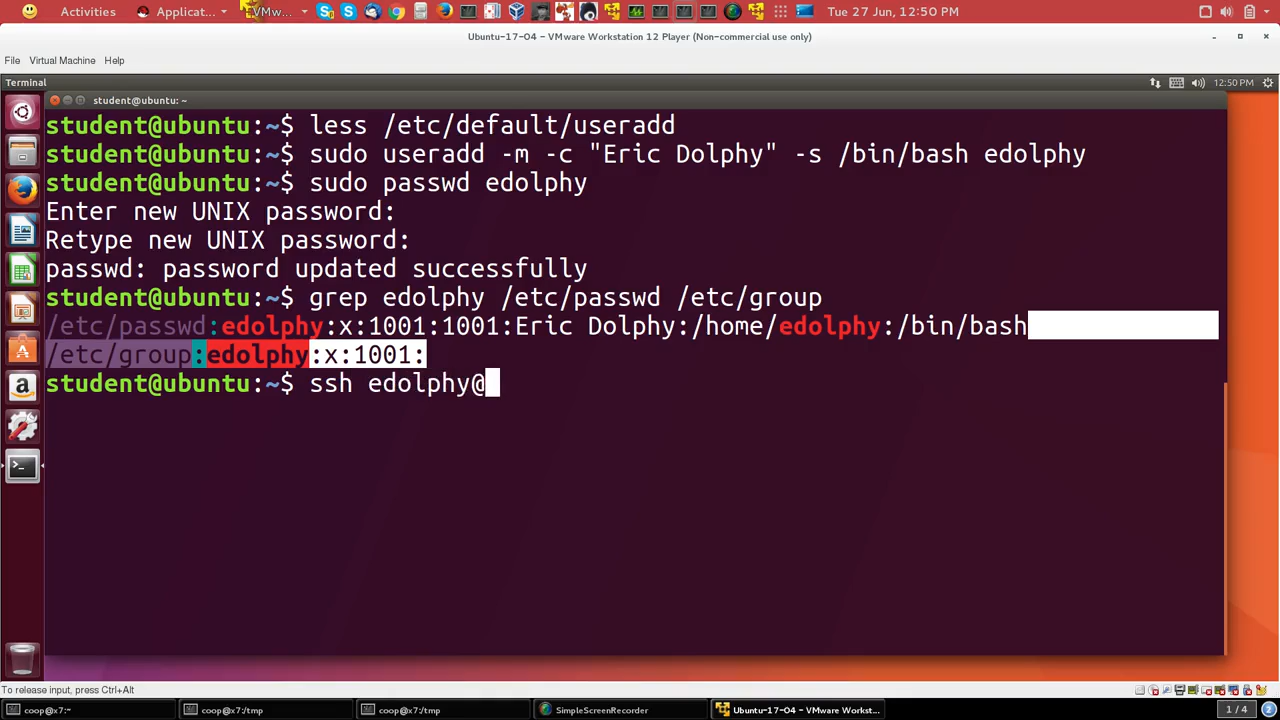 Activities
Applicat...
VMw...
Tue 27 Jun, 12:50 PM
Ubuntu-17-04 – VMware Workstation 12 Player (Non-commercial use only)
File Virtual Machine Help
Terminal
12:50 PM
student@ubuntu: ~
student@ubuntu:~$ less /etc/default/useradd
student@ubuntu:~$ sudo useradd -m -c "Eric Dolphy" -s /bin/bash edolphy
student@ubuntu:~$ sudo passwd edolphy
Enter new UNIX password:
Retype new UNIX password:
passwd: password updated successfully
student@ubuntu:~$ grep edolphy /etc/passwd /etc/group
/etc/passwd:edolphy:x:1001:1001:Eric Dolphy:/home/edolphy:/bin/bash
/etc/group:edolphy:x:1001:
student@ubuntu:~$ ssh edolphy@
To release input, press Ctrl+Alt
coop@x7:~
coop@x7:/tmp
coop@x7:/tmp
SimpleScreenRecorder
Ubuntu-17-04 – VMware Workst...
1 / 4
2